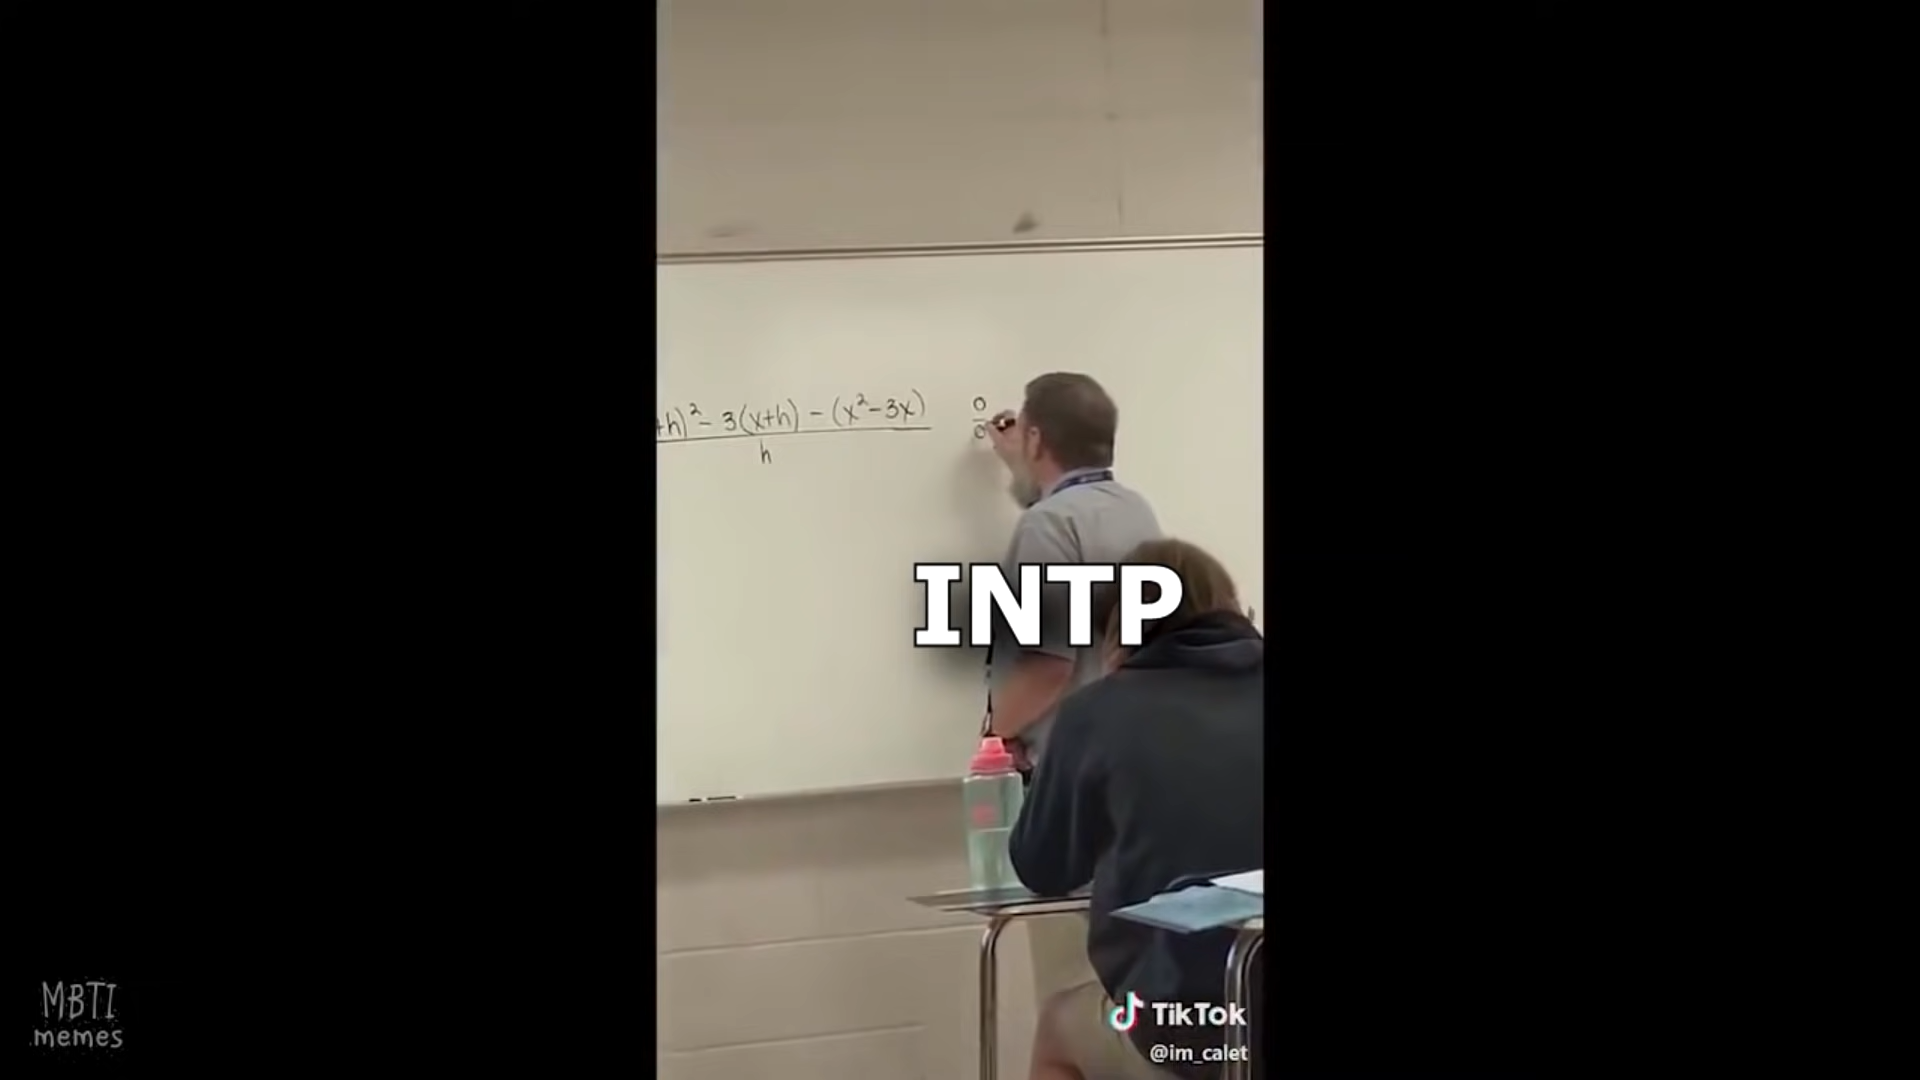 +h)² - 3(x+h) - (x² - 3x)
h
0
0
INTP
MBTI
memes
TikTok
@im_calet